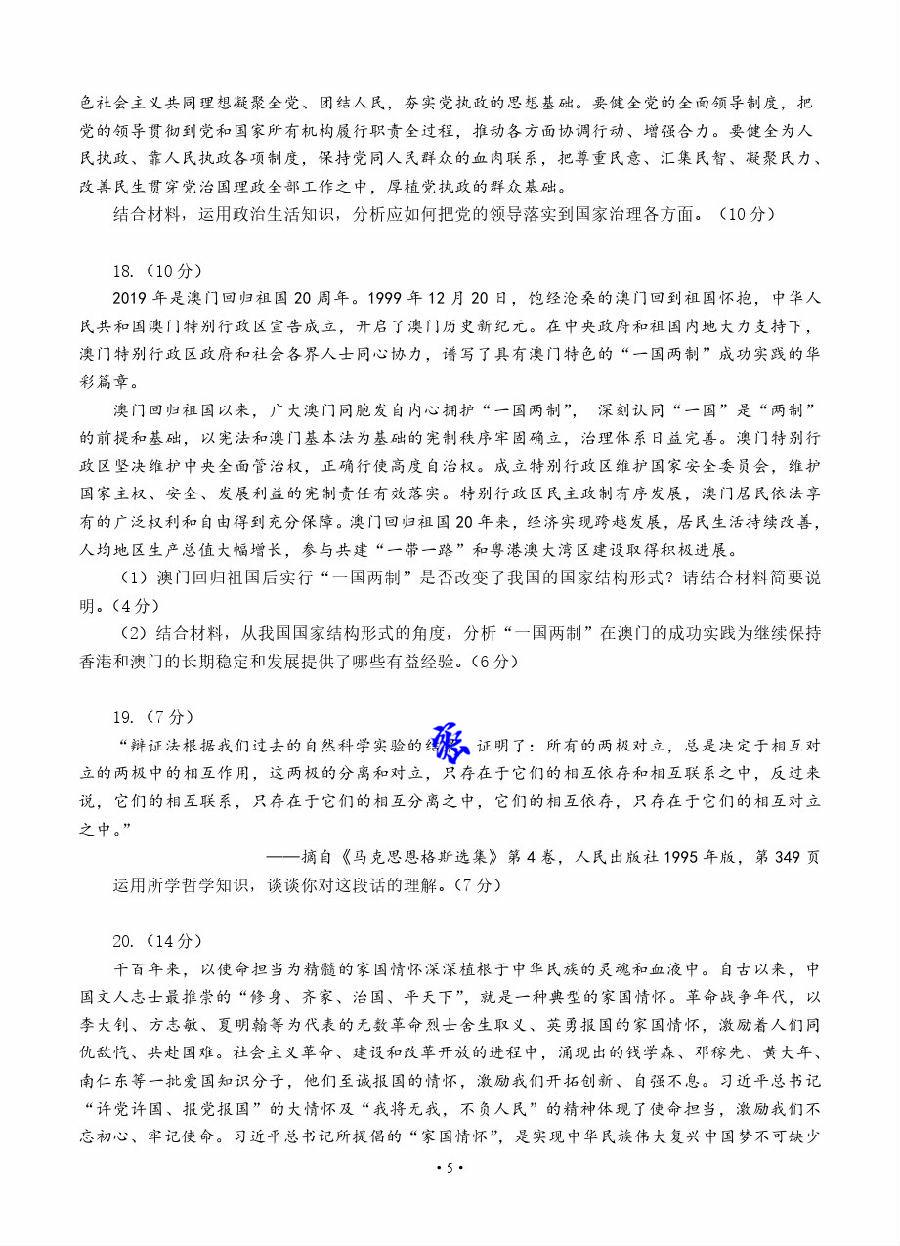 色社会主义共同理想凝聚全党、团结人民，夯实党执政的思想基础。要健全党的全面领导制度，把
党的领导贯彻到党和国家所有机构履行职责全过程，推动各方面协调行动、增强合力。要健全为人
民执政、靠人民执政各项制度，保持党同人民群众的血肉联系，把尊重民意、汇集民智、凝聚民力、
改善民生贯穿党治国理政全部工作之中，厚植党执政的群众基础。
结合材料，运用政治生活知识，分析应如何把党的领导落实到国家治理各方面。（10分）
18.（10分）
2019年是澳门回归祖国20周年。1999年12月20日，饱经沧桑的澳门回到祖国怀抱，中华人
民共和国澳门特别行政区宣告成立，开启了澳门历史新纪元。在中央政府和祖国内地大力支持下，
澳门特别行政区政府和社会各界人士同心协力，谱写了具有澳门特色的“一国两制”成功实践的华
彩篇章。
澳门回归祖国以来，广大澳门同胞发自内心拥护“一国两制”， 深刻认同“一国”是“两制”
的前提和基础，以宪法和澳门基本法为基础的宪制秩序牢固确立，治理体系日益完善。澳门特别行
政区坚决维护中央全面管治权，正确行使高度自治权。成立特别行政区维护国家安全委员会，维护
国家主权、安全、发展利益的宪制责任有效落实。特别行政区民主政制有序发展，澳门居民依法享
有的广泛权利和自由得到充分保障。澳门回归祖国20年来，经济实现跨越发展，居民生活持续改善，
人均地区生产总值大幅增长，参与共建“一带一路”和粤港澳大湾区建设取得积极进展。
（1）澳门回归祖国后实行“一国两制”是否改变了我国的国家结构形式？请结合材料简要说
明。（4分）
（2）结合材料，从我国国家结构形式的角度，分析“一国两制”在澳门的成功实践为继续保持
香港和澳门的长期稳定和发展提供了哪些有益经验。（6分）
19.（7分）
“辩证法根据我们过去的自然科学实验的 证明了：所有的两极对立，总是决定于相互对
立的两极中的相互作用，这两极的分离和对立，只存在于它们的相互依存和相互联系之中，反过来
说，它们的相互联系，只存在于它们的相互分离之中，它们的相互依存，只存在于它们的相互对立
之中。”
——摘自《马克思恩格斯选集》第4卷，人民出版社1995年版，第349页
运用所学哲学知识，谈谈你对这段话的理解。（7分）
20.（14分）
千百年来，以使命担当为精髓的家国情怀深深植根于中华民族的灵魂和血液中。自古以来，中
国文人志士最推崇的“修身、齐家、治国、平天下”，就是一种典型的家国情怀。革命战争年代，以
李大钊、方志敏、夏明翰等为代表的无数革命烈士舍生取义、英勇报国的家国情怀，激励着人们同
仇敌忾、共赴国难。社会主义革命、建设和改革开放的进程中，涌现出的钱学森、邓稼先、黄大年、
南仁东等一批爱国知识分子，他们至诚报国的情怀，激励我们开拓创新、自强不息。习近平总书记
“许党许国、报党报国”的大情怀及“我将无我，不负人民”的精神体现了使命担当，激励我们不
忘初心、牢记使命。习近平总书记所提倡的“家国情怀”，是实现中华民族伟大复兴中国梦不可缺少
·5·